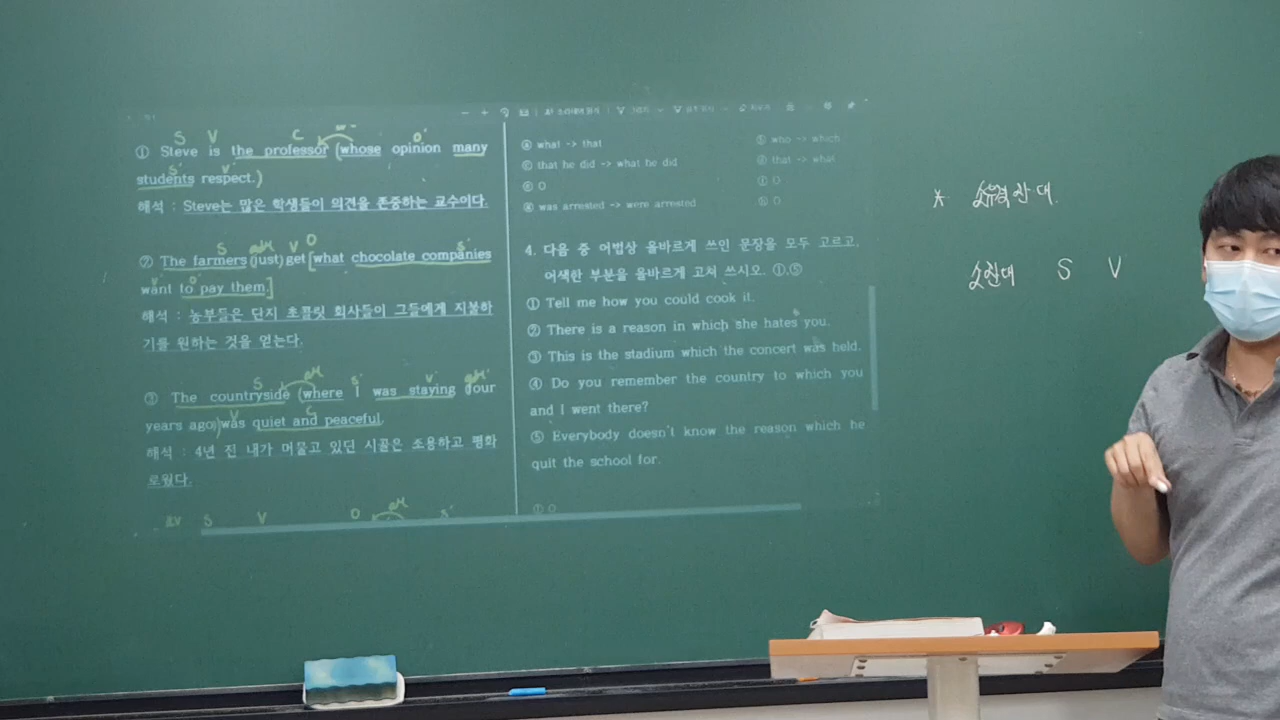 S V C O'
① Steve is the professor (whose opinion many
S' V'
students respect.)
해석 : Steve는 많은 학생들이 의견을 존중하는 교수이다.
S V O S'
② The farmers (just) get [what chocolate companies
V' O'
want to pay them.]
해석 : 농부들은 단지 초콜릿 회사들이 그들에게 지불하
기를 원하는 것을 얻는다.
S S' V'
③ The countryside (where I was staying four
V C
years ago) was quiet and peaceful.
해석 : 4년 전 내가 머물고 있던 시골은 조용하고 평화
로웠다.
S V O S'
ⓐ what -> that ⓑ who -> which
ⓒ that he did -> what he did ⓓ that -> what
ⓔ O ⓕ O
ⓖ was arrested -> were arrested ⓗ O
4. 다음 중 어법상 올바르게 쓰인 문장을 모두 고르고,
어색한 부분을 올바르게 고쳐 쓰시오. ①,⑤
① Tell me how you could cook it.
② There is a reason in which she hates you.
③ This is the stadium which the concert was held.
④ Do you remember the country to which you
and I went there?
⑤ Everybody doesn't know the reason which he
quit the school for.
① O
* 소유격 관·대.
S V